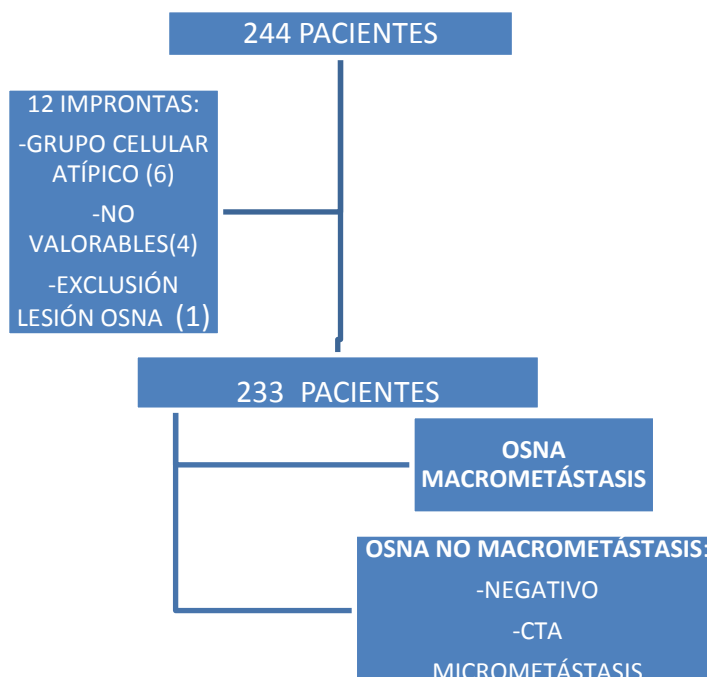 244 PACIENTES
12 IMPRONTAS:
-GRUPO CELULAR
ATÍPICO (6)
-NO
VALORABLES(4)
-EXCLUSIÓN
LESIÓN OSNA (1)
233 PACIENTES
OSNA
MACROMETÁSTASIS
OSNA NO MACROMETÁSTASIS:
-NEGATIVO
-CTA
MICROMETÁSTASIS